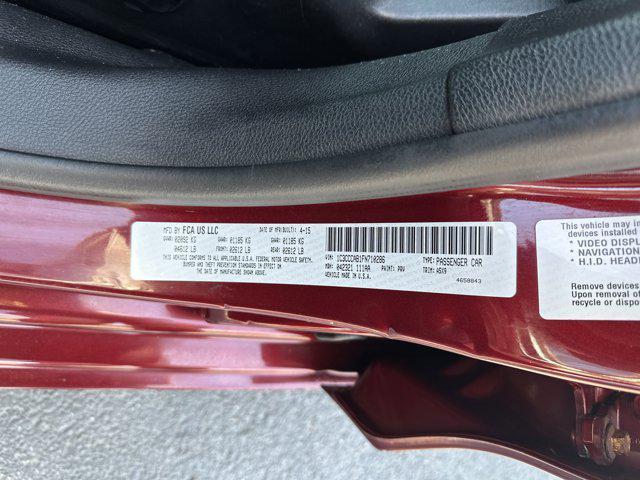 MFD BY FCA US LLC DATE OF MFR(BUILT): 4-15
GVWR: 02092 KG GAWR: 01185 KG GAWR: 01185 KG
04612 LB FRONT: 02612 LB REAR: 02612 LB
THIS VEHICLE CONFORMS TO ALL APPLICABLE U.S.A. FEDERAL MOTOR VEHICLE
SAFETY, BUMPER AND THEFT PREVENTION STANDARDS IN EFFECT ON
THE DATE OF MANUFACTURE SHOWN ABOVE.
VIN: 1C3CCCAB1FN710286 TYPE: PASSENGER CAR
MDH: 042321 111AA PAINT: PRV
VEHICLE MADE IN U.S.A. TRIM: A5X9
4658843
This vehicle may
devices installed
* VIDEO DISPL
* NAVIGATION
* H.I.D. HEADL
Remove devices
Upon removal of
recycle or dispo